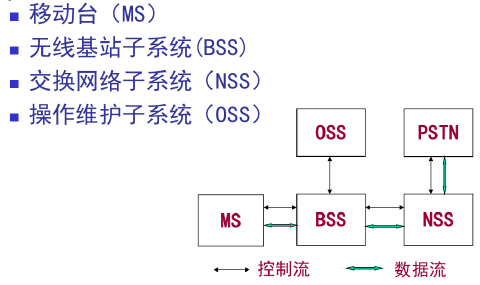 移动台（MS）
无线基站子系统(BSS)
交换网络子系统（NSS）
操作维护子系统（OSS）
OSS
PSTN
MS
BSS
NSS
控制流
数据流